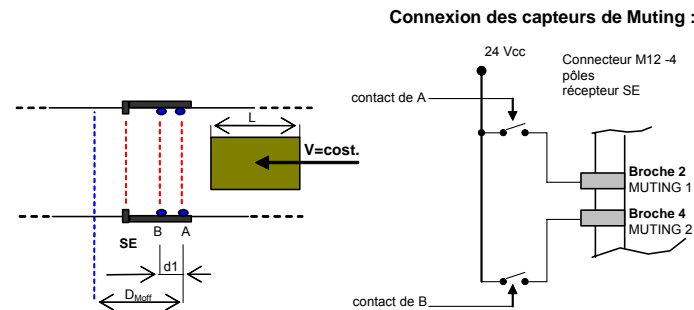 Connexion des capteurs de Muting :
24 Vcc
Connecteur M12 -4
pôles
récepteur SE
contact de A
L
V=cost.
Broche 2
MUTING 1
Broche 4
MUTING 2
SE
B
A
d1
DMoff
contact de B